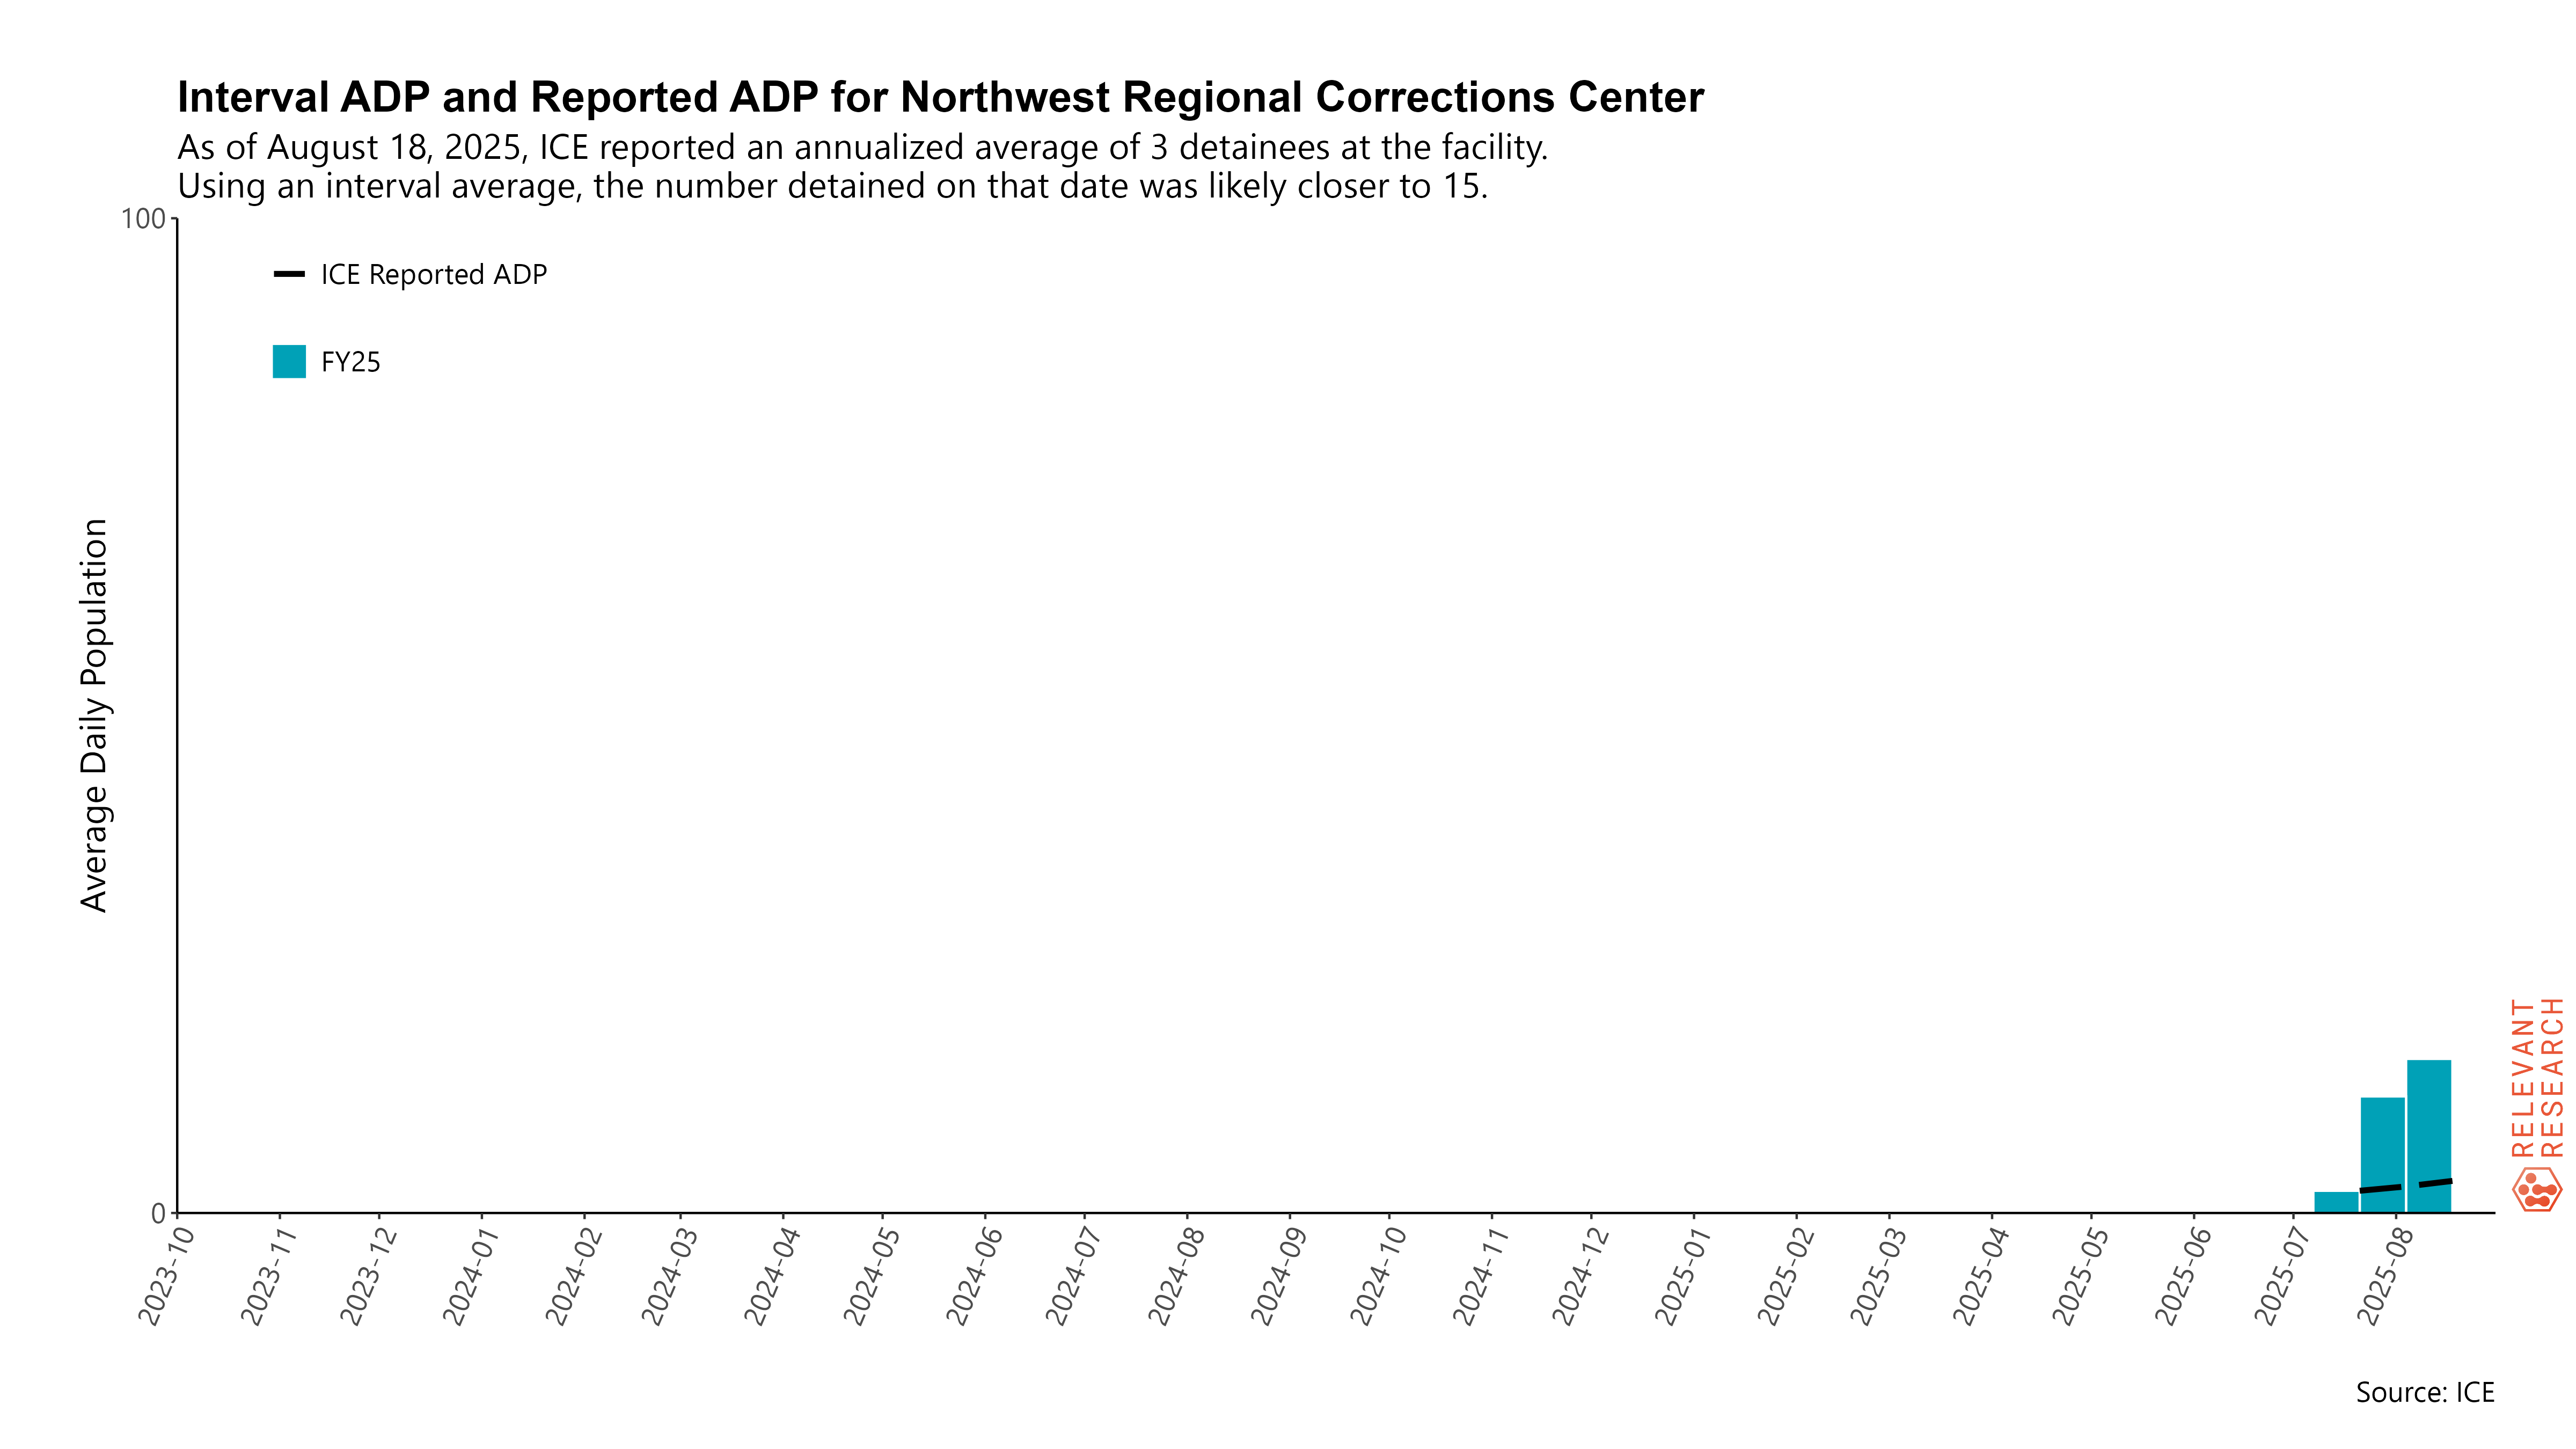 Interval ADP and Reported ADP for Northwest Regional Corrections Center
As of August 18, 2025, ICE reported an annualized average of 3 detainees at the facility.
Using an interval average, the number detained on that date was likely closer to 15.
100
ICE Reported ADP
FY25
Average Daily Population
0
2023-10
2023-11
2023-12
2024-01
2024-02
2024-03
2024-04
2024-05
2024-06
2024-07
2024-08
2024-09
2024-10
2024-11
2024-12
2025-01
2025-02
2025-03
2025-04
2025-05
2025-06
2025-07
2025-08
RELEVANT
RESEARCH
Source: ICE